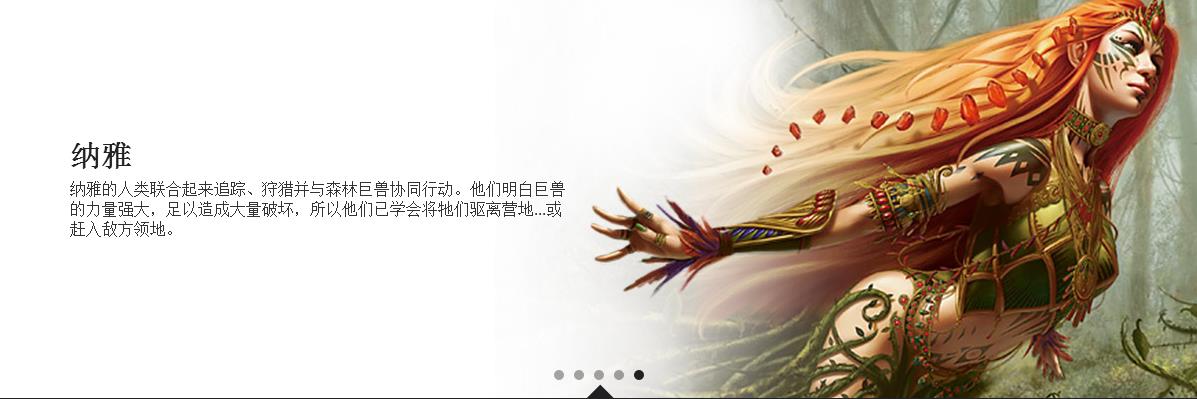 纳雅
纳雅的人类联合起来追踪、狩猎并与森林巨兽协同行动。他们明白巨兽
的力量强大，足以造成大量破坏，所以他们已学会将牠们驱离营地...或
赶入敌方领地。